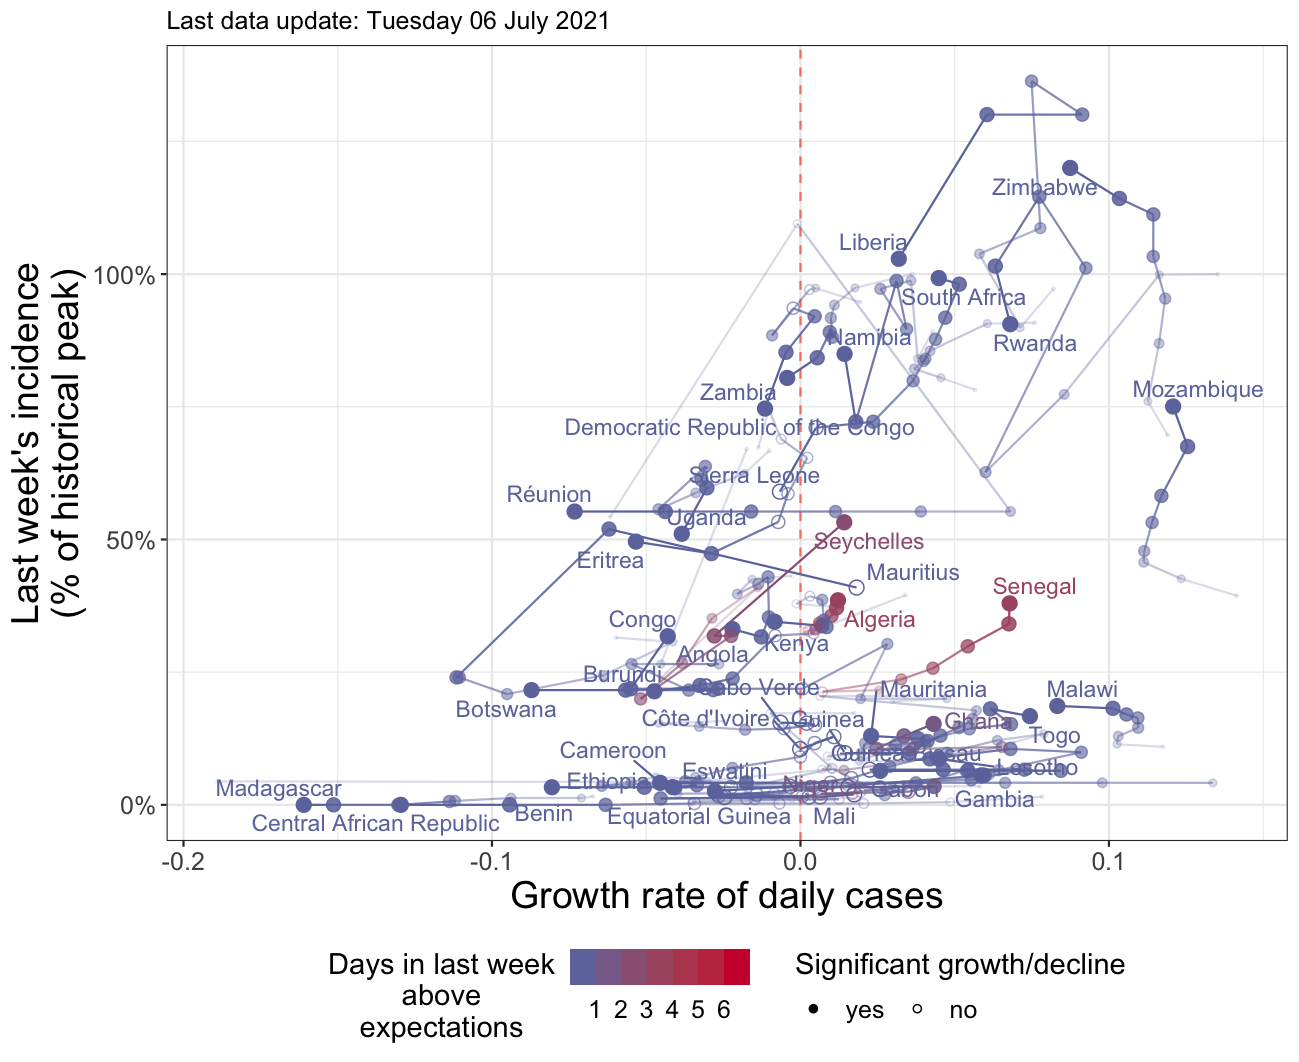 Last data update: Tuesday 06 July 2021
Last week's incidence
(% of historical peak)
100%
50%
0%
Zimbabwe
Liberia
South Africa
Namibia
Rwanda
Zambia
Mozambique
Democratic Republic of the Congo
Sierra Leone
Réunion
Uganda
Seychelles
Eritrea
Mauritius
Senegal
Congo
Algeria
Kenya
Angola
Burundi
Cabo Verde
Mauritania
Malawi
Botswana
Côte d'Ivoire
Guinea
Ghana
Togo
Cameroon
Guinea-Bissau
Lesotho
Eswatini
Madagascar
Ethiopia
Niger
Gabon
Gambia
Central African Republic
Benin
Equatorial Guinea
Mali
-0.2
-0.1
0.0
0.1
Growth rate of daily cases
Days in last week
above
expectations
1 2 3 4 5 6
Significant growth/decline
yes
no